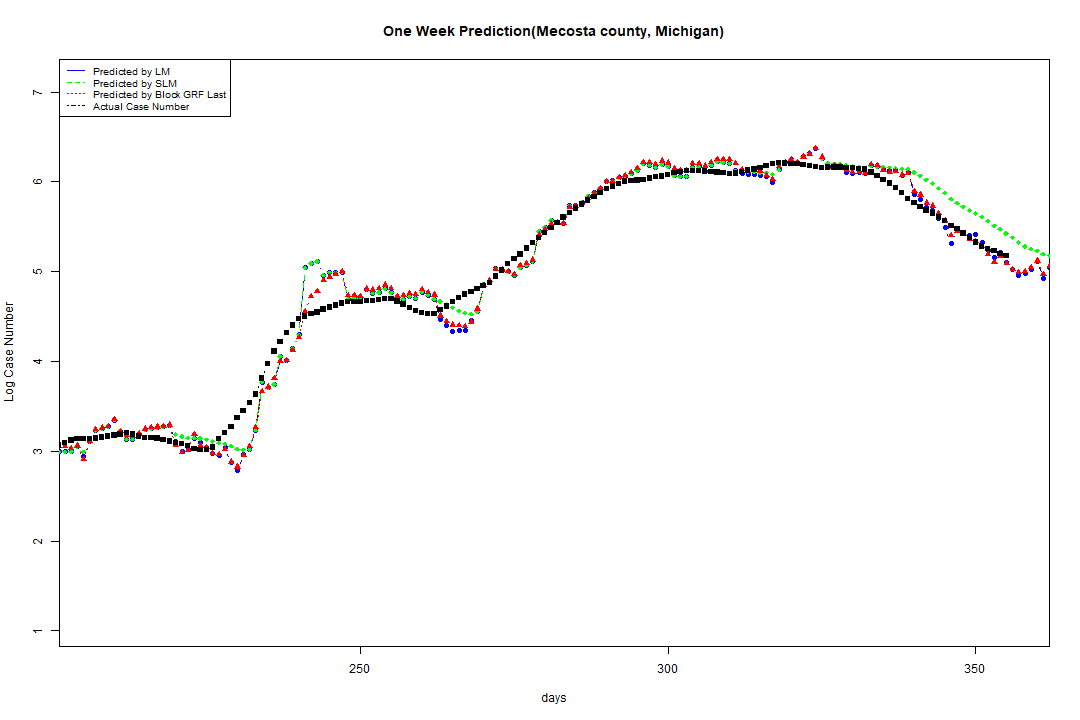 One Week Prediction(Mecosta county, Michigan)
Predicted by LM
Predicted by SLM
Predicted by Block GRF Last
Actual Case Number
7
6
5
4
3
2
1
Log Case Number
250 300 350
days